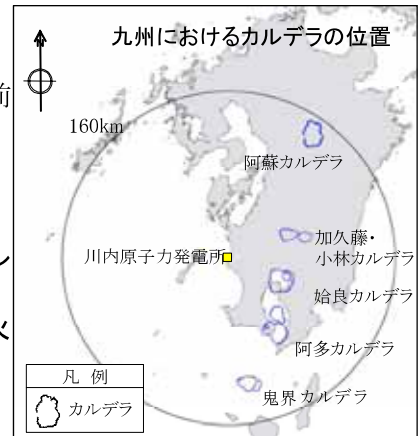 九州におけるカルデラの位置
前
160km
阿蘇カルデラ
加久藤・
小林カルデラ
川内原子力発電所
姶良カルデラ
阿多カルデラ
鬼界カルデラ
凡 例
カルデラ